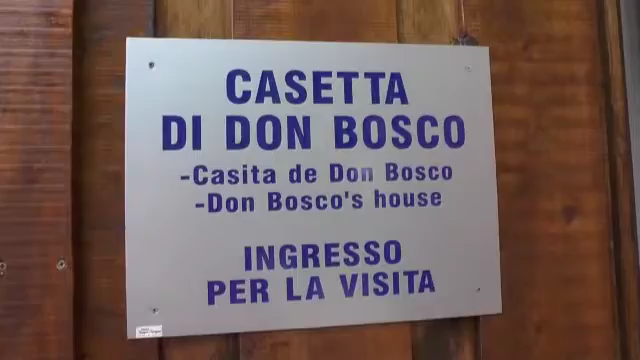 CASETTA
DI DON BOSCO
-Casita de Don Bosco
-Don Bosco's house
INGRESSO
PER LA VISITA